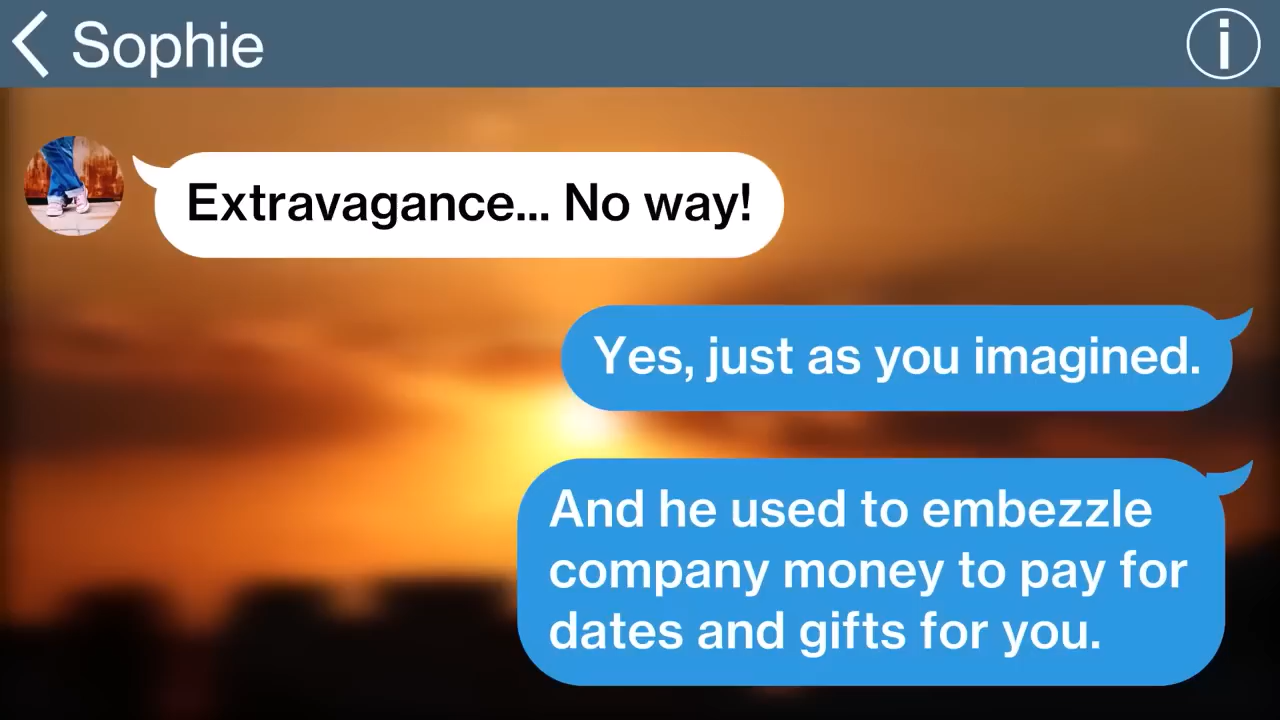 Sophie
Extravagance... No way!
Yes, just as you imagined.
And he used to embezzle
company money to pay for
dates and gifts for you.